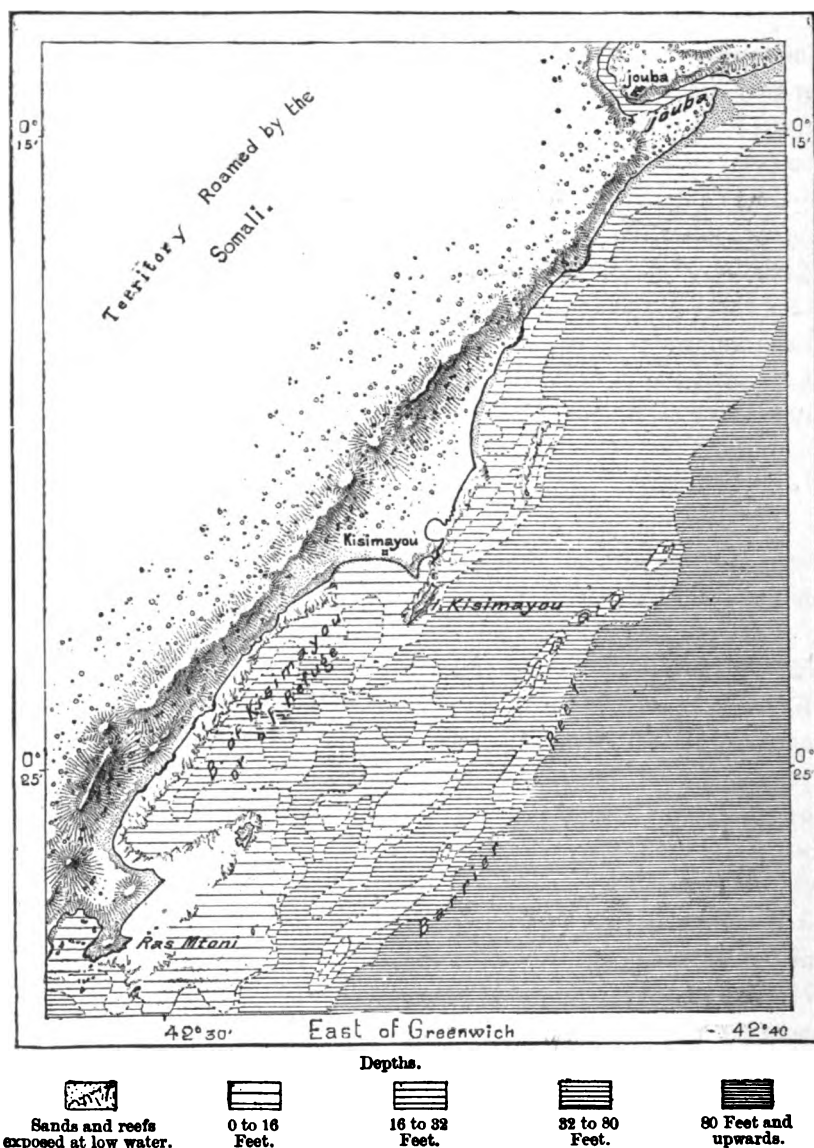 jouba
jouba
0°
15'
0°
15'
Territory Roamed by the
Somali.
Kisimayou
Kisimayou
B. of Kisimayou
or of Refuge
Reef
Barrier
0°
25'
0°
25'
Ras Mtoni
42°30'
East of Greenwich
42°40
Depths.
Sands and reefs
exposed at low water.
0 to 16
Feet.
16 to 32
Feet.
32 to 80
Feet.
80 Feet and
upwards.